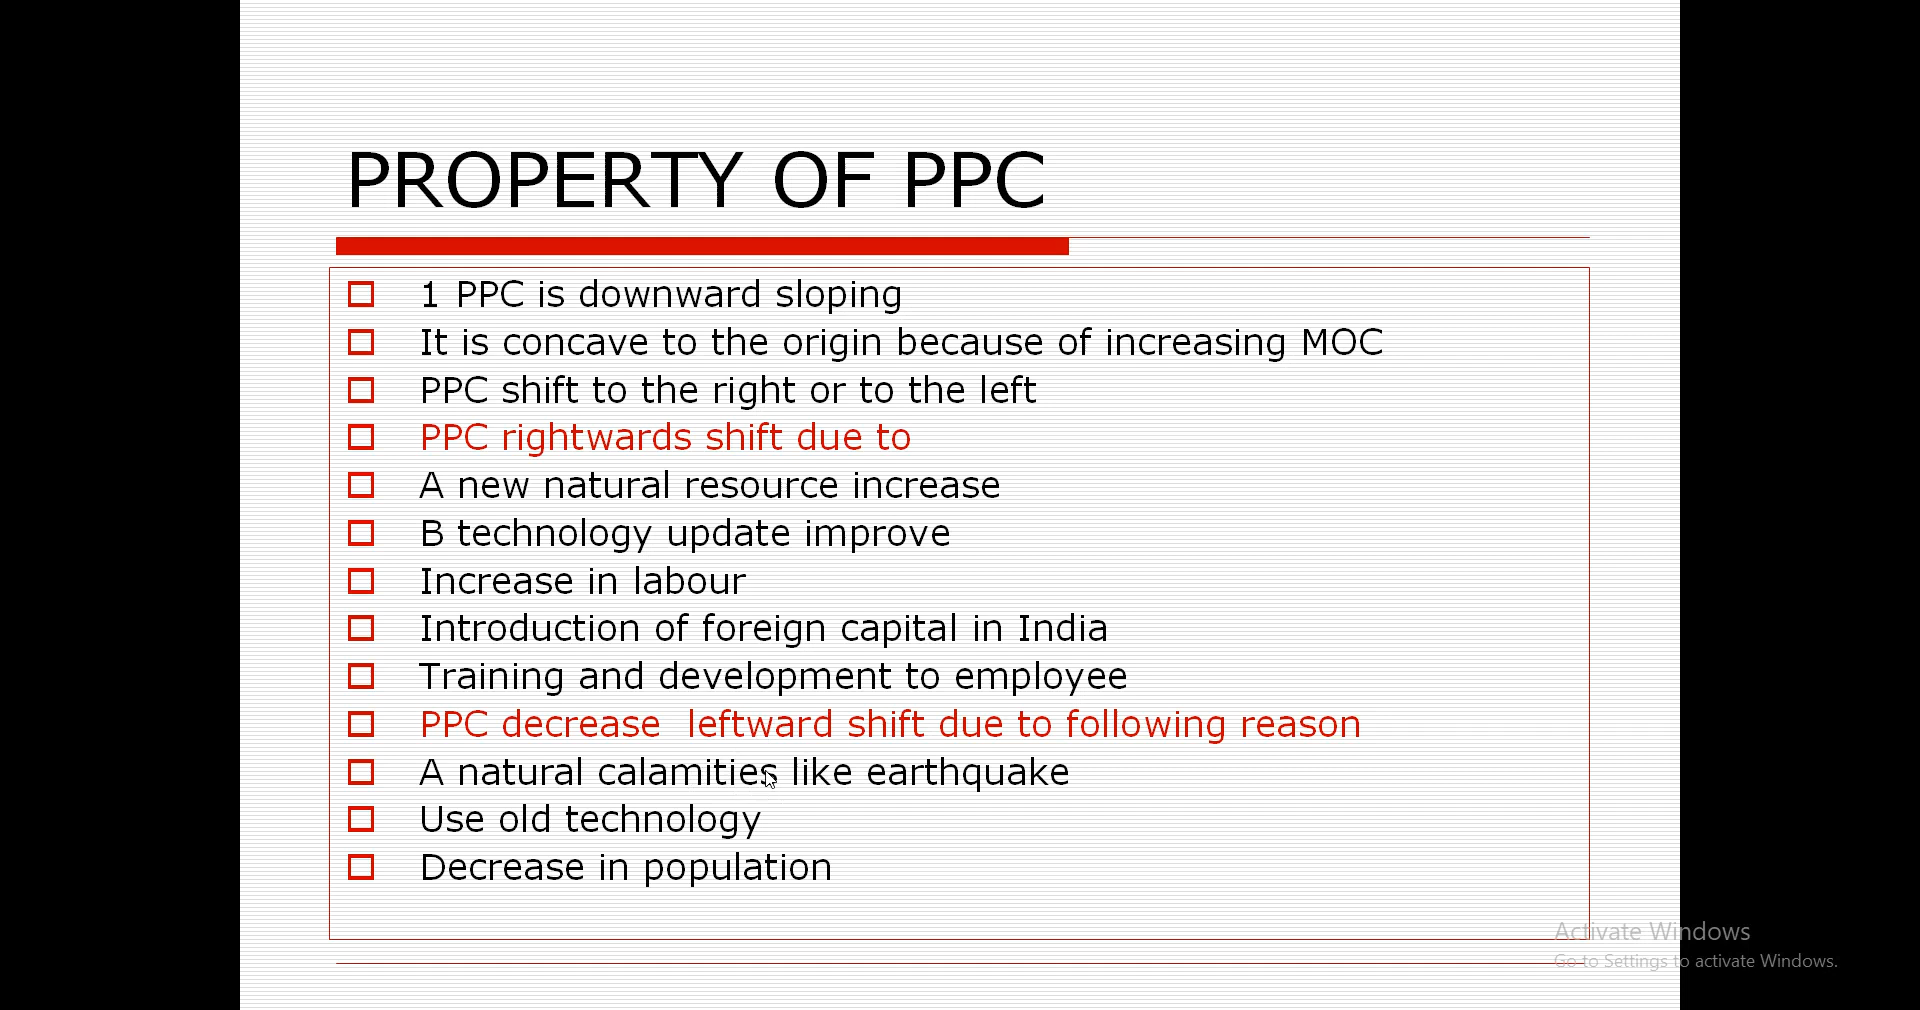 PROPERTY OF PPC
1 PPC is downward sloping
It is concave to the origin because of increasing MOC
PPC shift to the right or to the left
PPC rightwards shift due to
A new natural resource increase
B technology update improve
Increase in labour
Introduction of foreign capital in India
Training and development to employee
PPC decrease  leftward shift due to following reason
A natural calamities like earthquake
Use old technology
Decrease in population
Activate Windows
Go to Settings to activate Windows.